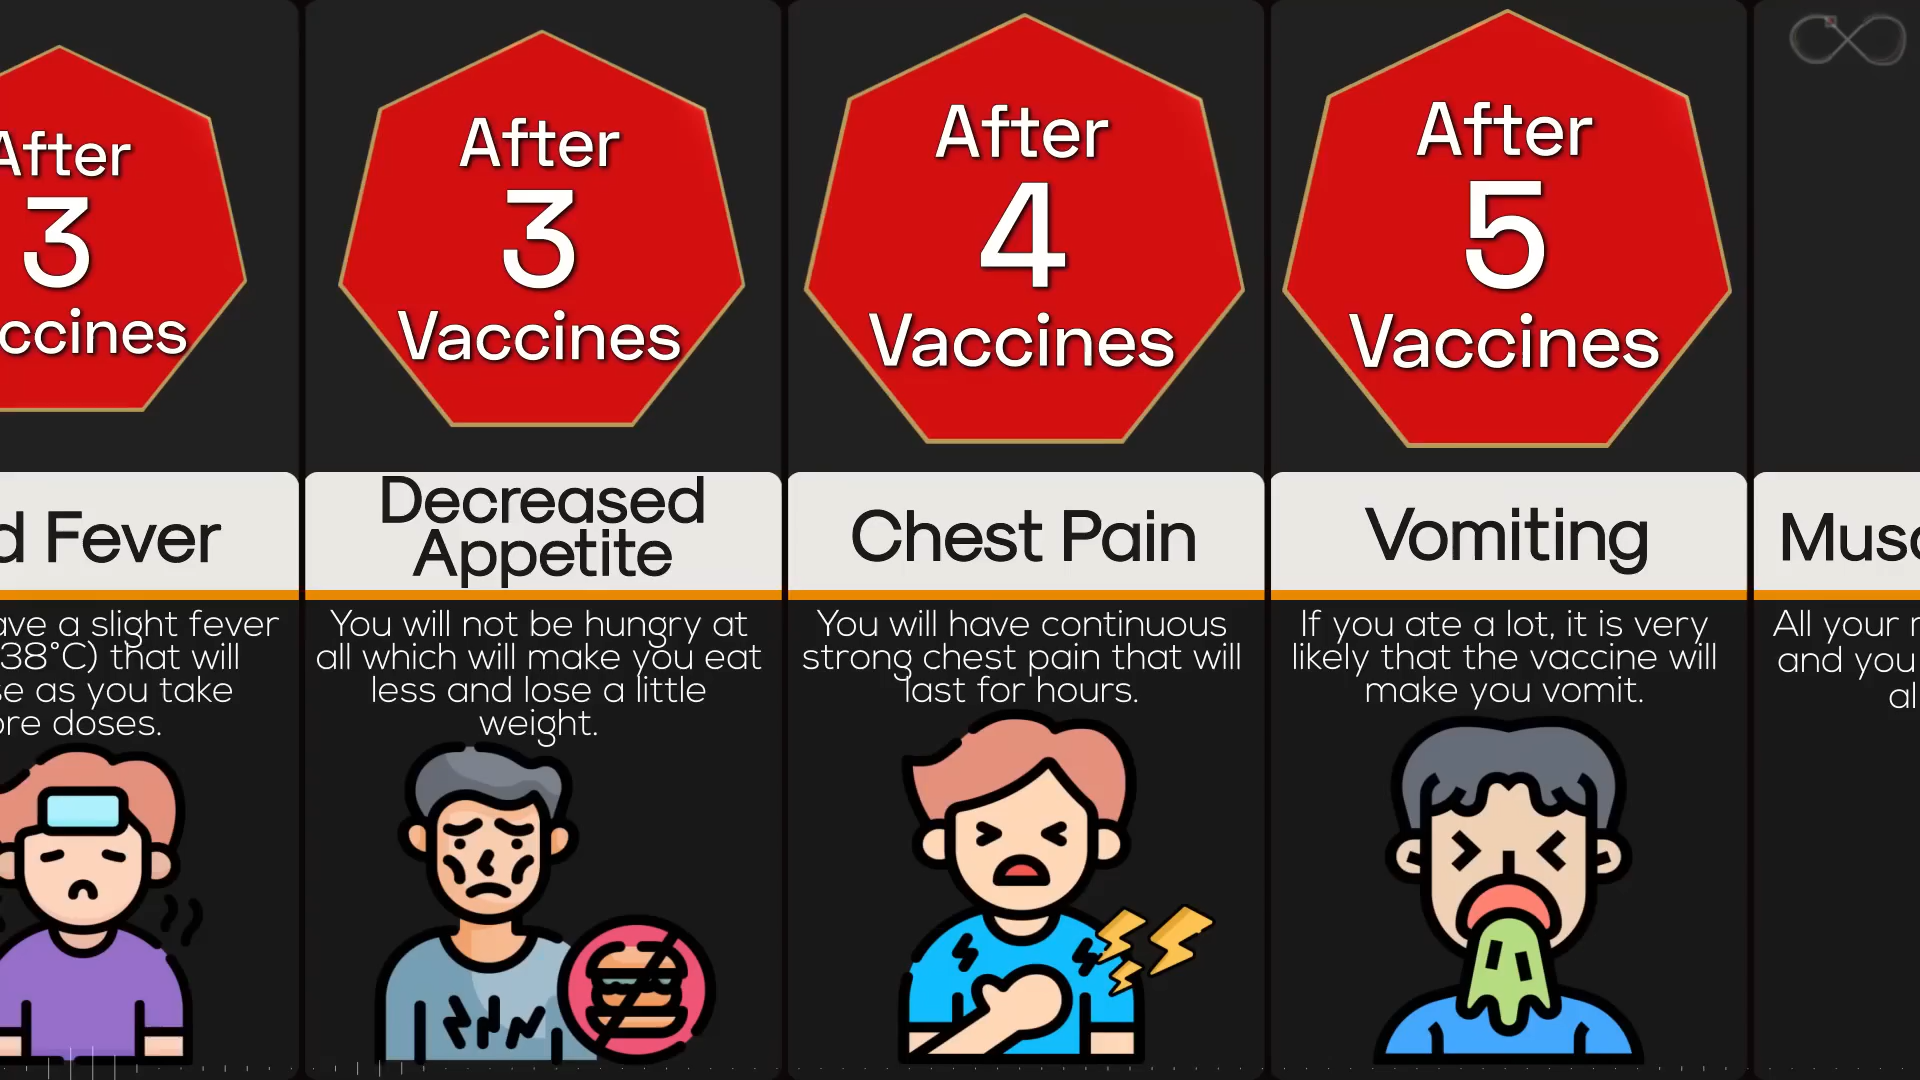 After
3
ccines
d Fever
ave a slight fever
38°C) that will
se as you take
ore doses.
After
3
Vaccines
Decreased
Appetite
You will not be hungry at
all which will make you eat
less and lose a little
weight.
After
4
Vaccines
Chest Pain
You will have continuous
strong chest pain that will
last for hours.
After
5
Vaccines
Vomiting
If you ate a lot, it is very
likely that the vaccine will
make you vomit.
Musc
All your
and you
al